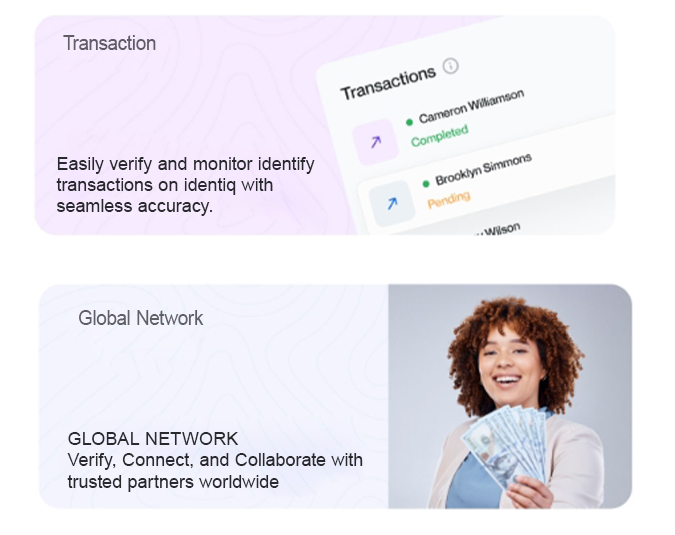 Transaction
Transactions
Cameron Williamson
Completed
Easily verify and monitor identify
transactions on identiq with
seamless accuracy.
Brooklyn Simmons
Pending
Wilson
Global Network
GLOBAL NETWORK
Verify, Connect, and Collaborate with
trusted partners worldwide